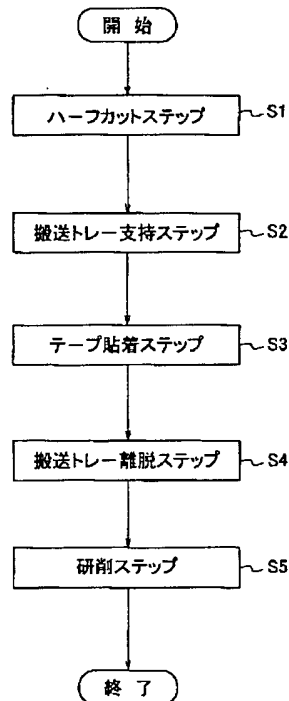 開始
ハーフカットステップ S1
搬送トレー支持ステップ S2
テープ貼着ステップ S3
搬送トレー離脱ステップ S4
研削ステップ S5
終了